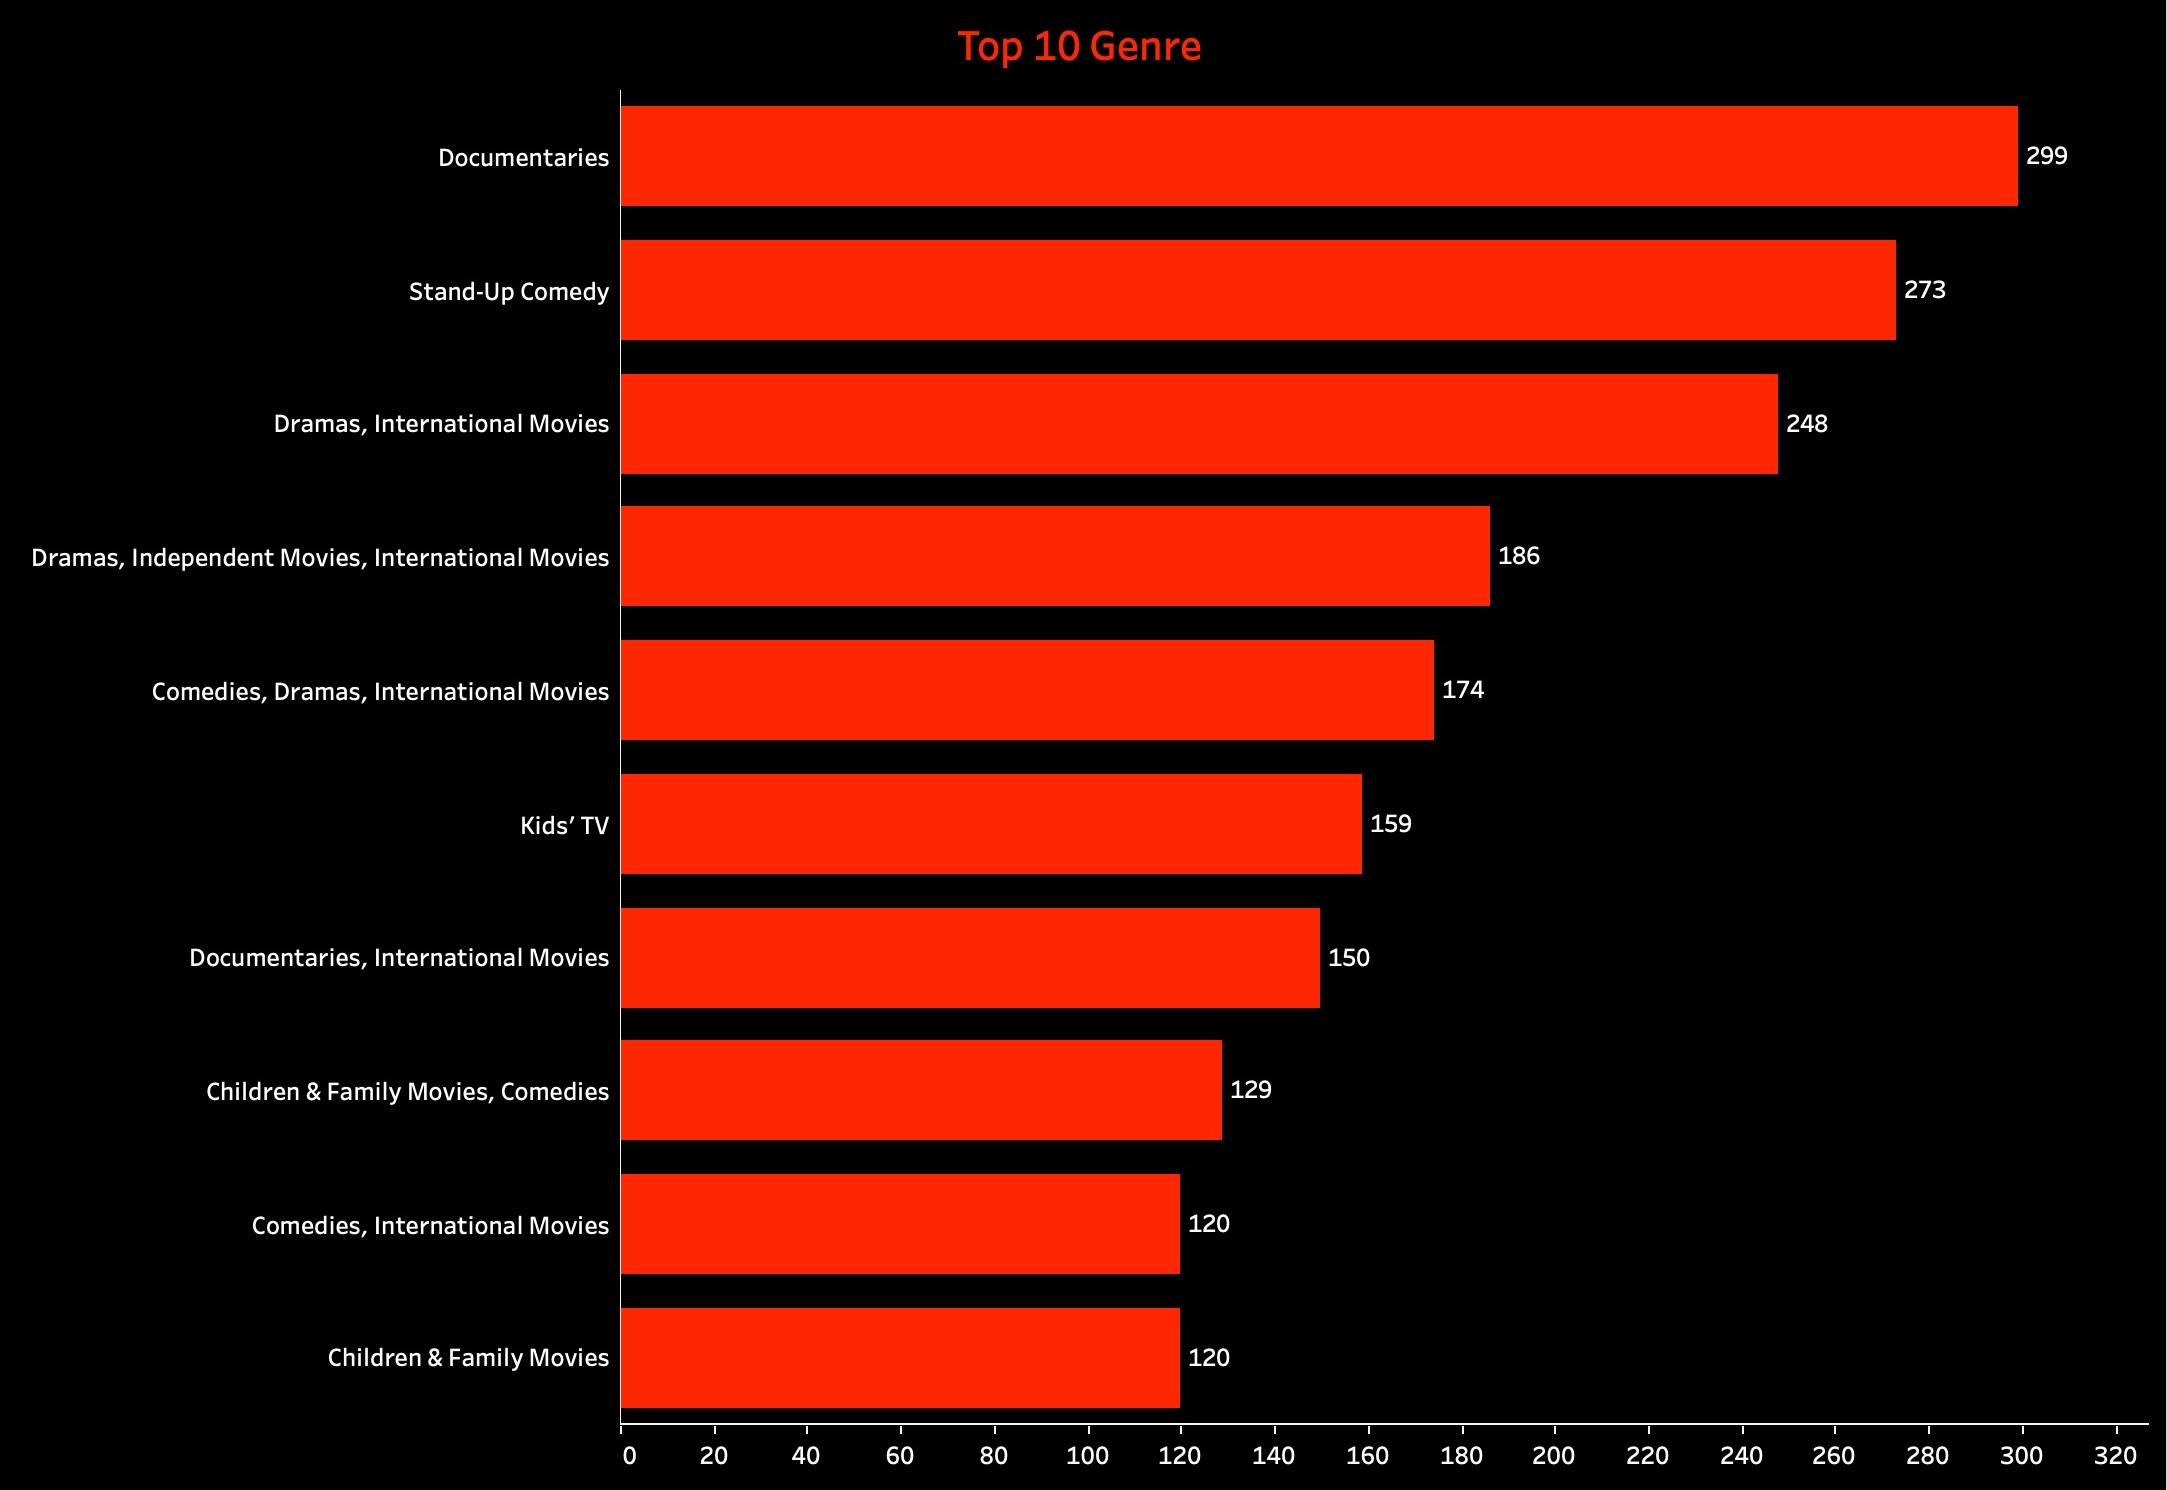 Top 10 Genre
Documentaries 299
Stand-Up Comedy 273
Dramas, International Movies 248
Dramas, Independent Movies, International Movies 186
Comedies, Dramas, International Movies 174
Kids’ TV 159
Documentaries, International Movies 150
Children & Family Movies, Comedies 129
Comedies, International Movies 120
Children & Family Movies 120
0 20 40 60 80 100 120 140 160 180 200 220 240 260 280 300 320